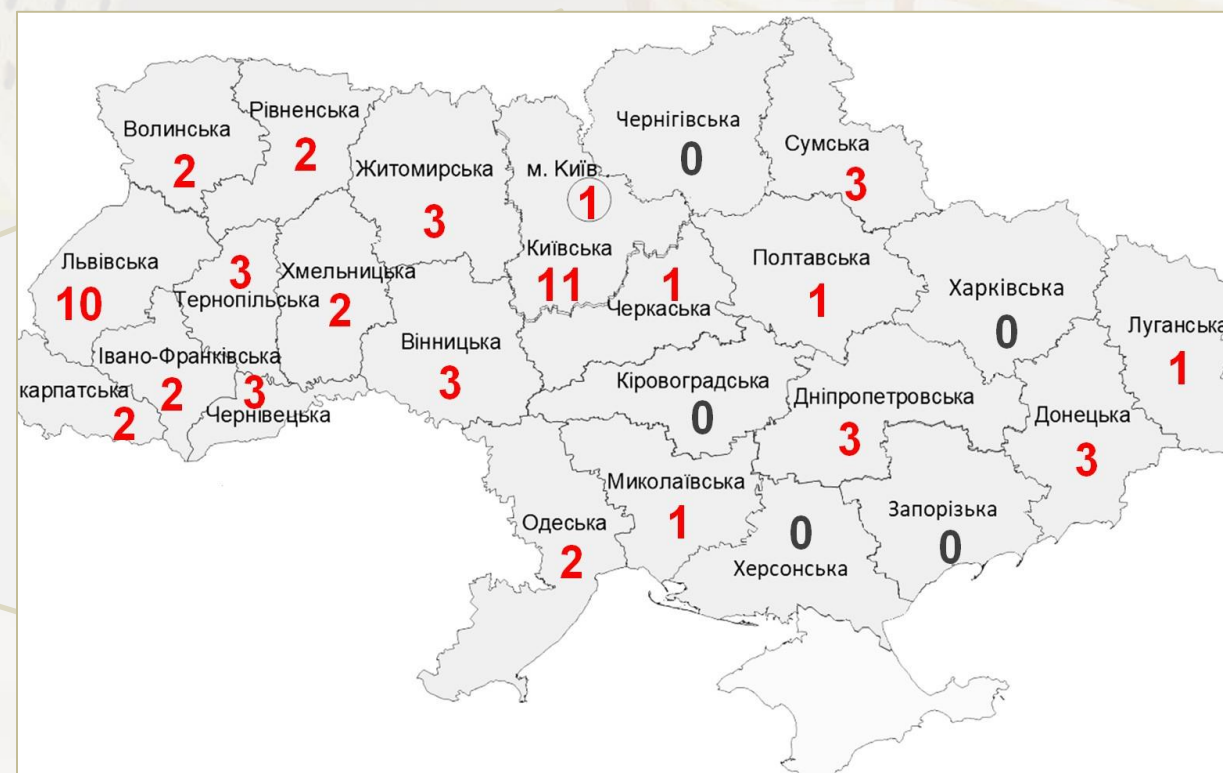 Волинська
2
Рівненська
2
Житомирська
3
м. Київ
1
Київська
11
Чернігівська
0
Сумська
3
Львівська
10
3
Тернопільська
Хмельницька
2
Вінницька
3
1
Черкаська
Полтавська
1
Харківська
0
Луганська
1
Івано-Франківська
2
карпатська
2
3
Чернівецька
Кіровоградська
0
Дніпропетровська
3
Донецька
3
Одеська
2
Миколаївська
1
0
Херсонська
Запорізька
0